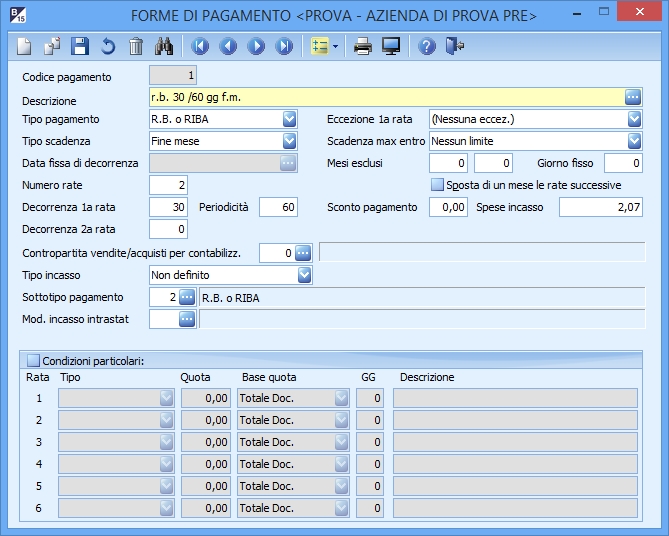 B 15 FORME DI PAGAMENTO <PROVA - AZIENDA DI PROVA PRE>
Codice pagamento 1
Descrizione r.b. 30 /60 gg f.m.
Tipo pagamento R.B. o RIBA Eccezione 1a rata (Nessuna eccez.)
Tipo scadenza Fine mese Scadenza max entro Nessun limite
Data fissa di decorrenza Mesi esclusi 0 0 Giorno fisso 0
Numero rate 2 Sposta di un mese le rate successive
Decorrenza 1a rata 30 Periodicità 60 Sconto pagamento 0,00 Spese incasso 2,07
Decorrenza 2a rata 0
Contropartita vendite/acquisti per contabilizz. 0
Tipo incasso Non definito
Sottotipo pagamento 2 R.B. o RIBA
Mod. incasso intrastat
Condizioni particolari:
Rata Tipo Quota Base quota GG Descrizione
1 0,00 Totale Doc. 0
2 0,00 Totale Doc. 0
3 0,00 Totale Doc. 0
4 0,00 Totale Doc. 0
5 0,00 Totale Doc. 0
6 0,00 Totale Doc. 0